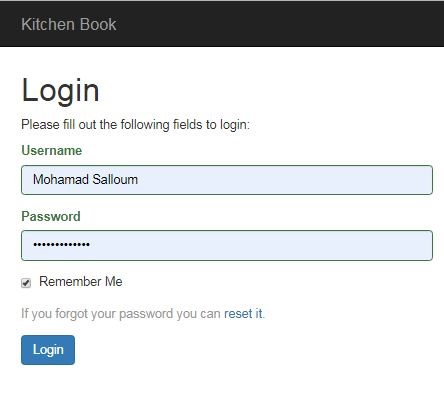 Kitchen Book
Login
Please fill out the following fields to login:
Username
Mohamad Salloum
Password
•••••••••••••
Remember Me
If you forgot your password you can reset it.
Login